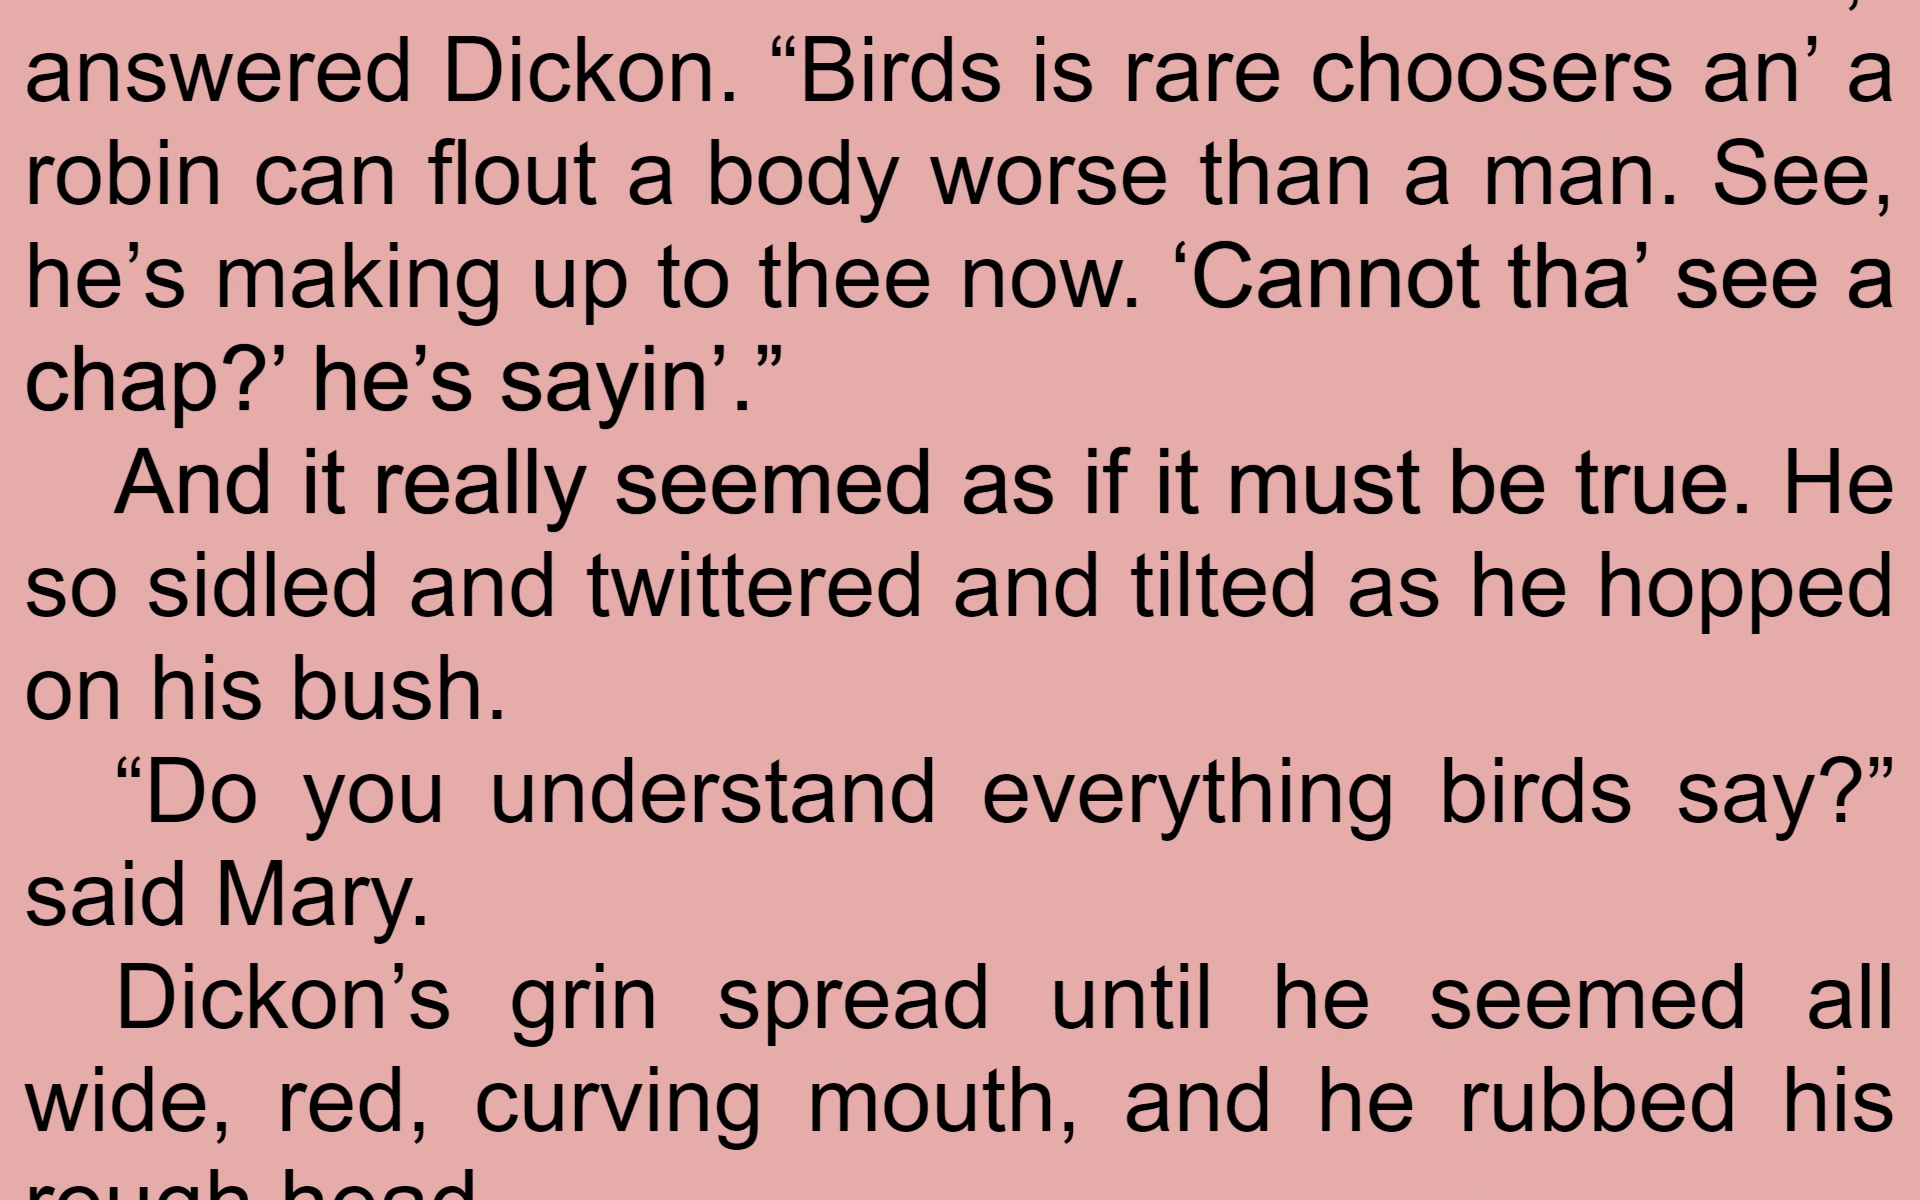 answered Dickon. “Birds is rare choosers an’ a
robin can flout a body worse than a man. See,
he’s making up to thee now. ‘Cannot tha’ see a
chap?’ he’s sayin’.”
And it really seemed as if it must be true. He
so sidled and twittered and tilted as he hopped
on his bush.
“Do you understand everything birds say?”
said Mary.
Dickon’s grin spread until he seemed all
wide, red, curving mouth, and he rubbed his
rough head.